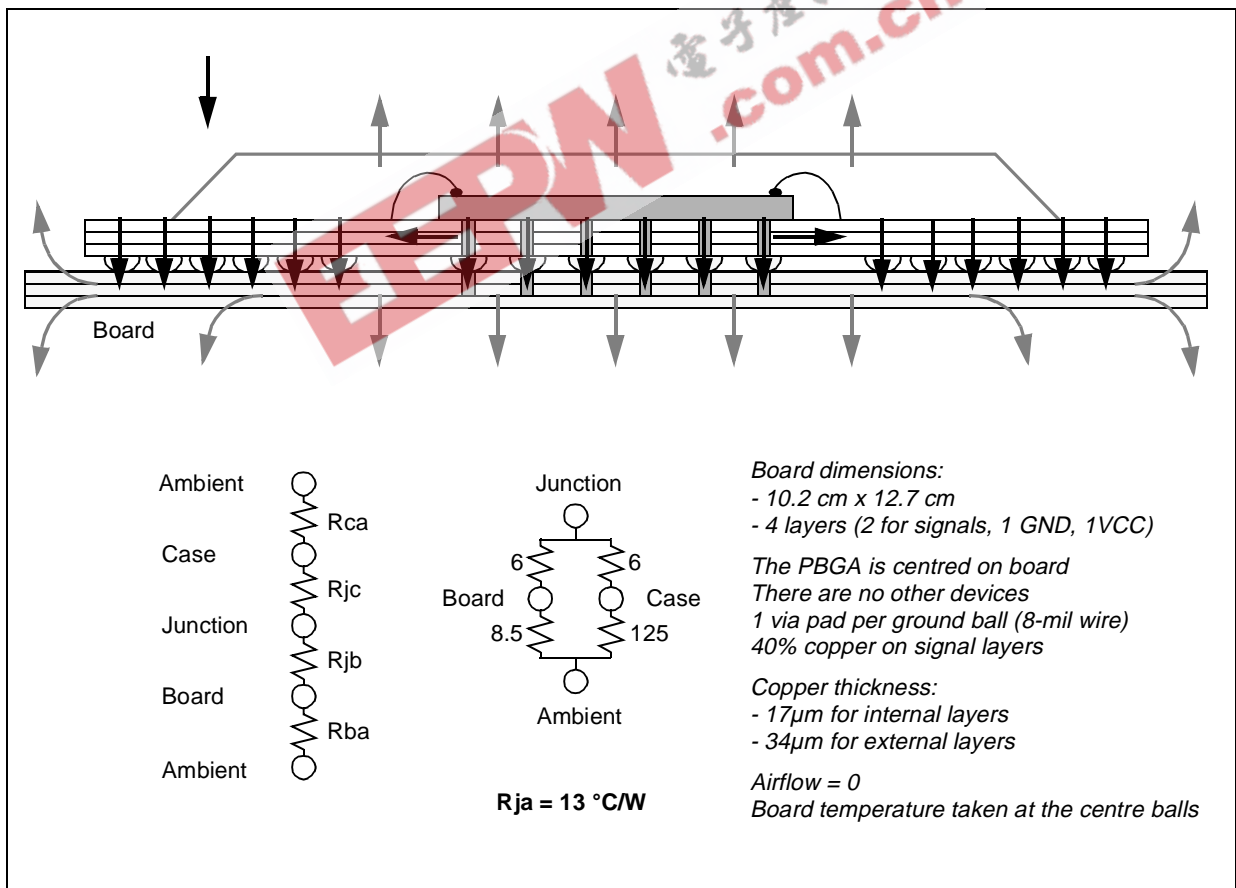 電子產
EEPW
.com.cn
Board
Ambient
Rca
Case
Rjc
Junction
Rjb
Board
Rba
Ambient
Junction
6
6
Board
Case
8.5
125
Ambient
Rja = 13 °C/W
Board dimensions:
- 10.2 cm x 12.7 cm
- 4 layers (2 for signals, 1 GND, 1VCC)
The PBGA is centred on board
There are no other devices
1 via pad per ground ball (8-mil wire)
40% copper on signal layers
Copper thickness:
- 17µm for internal layers
- 34µm for external layers
Airflow = 0
Board temperature taken at the centre balls